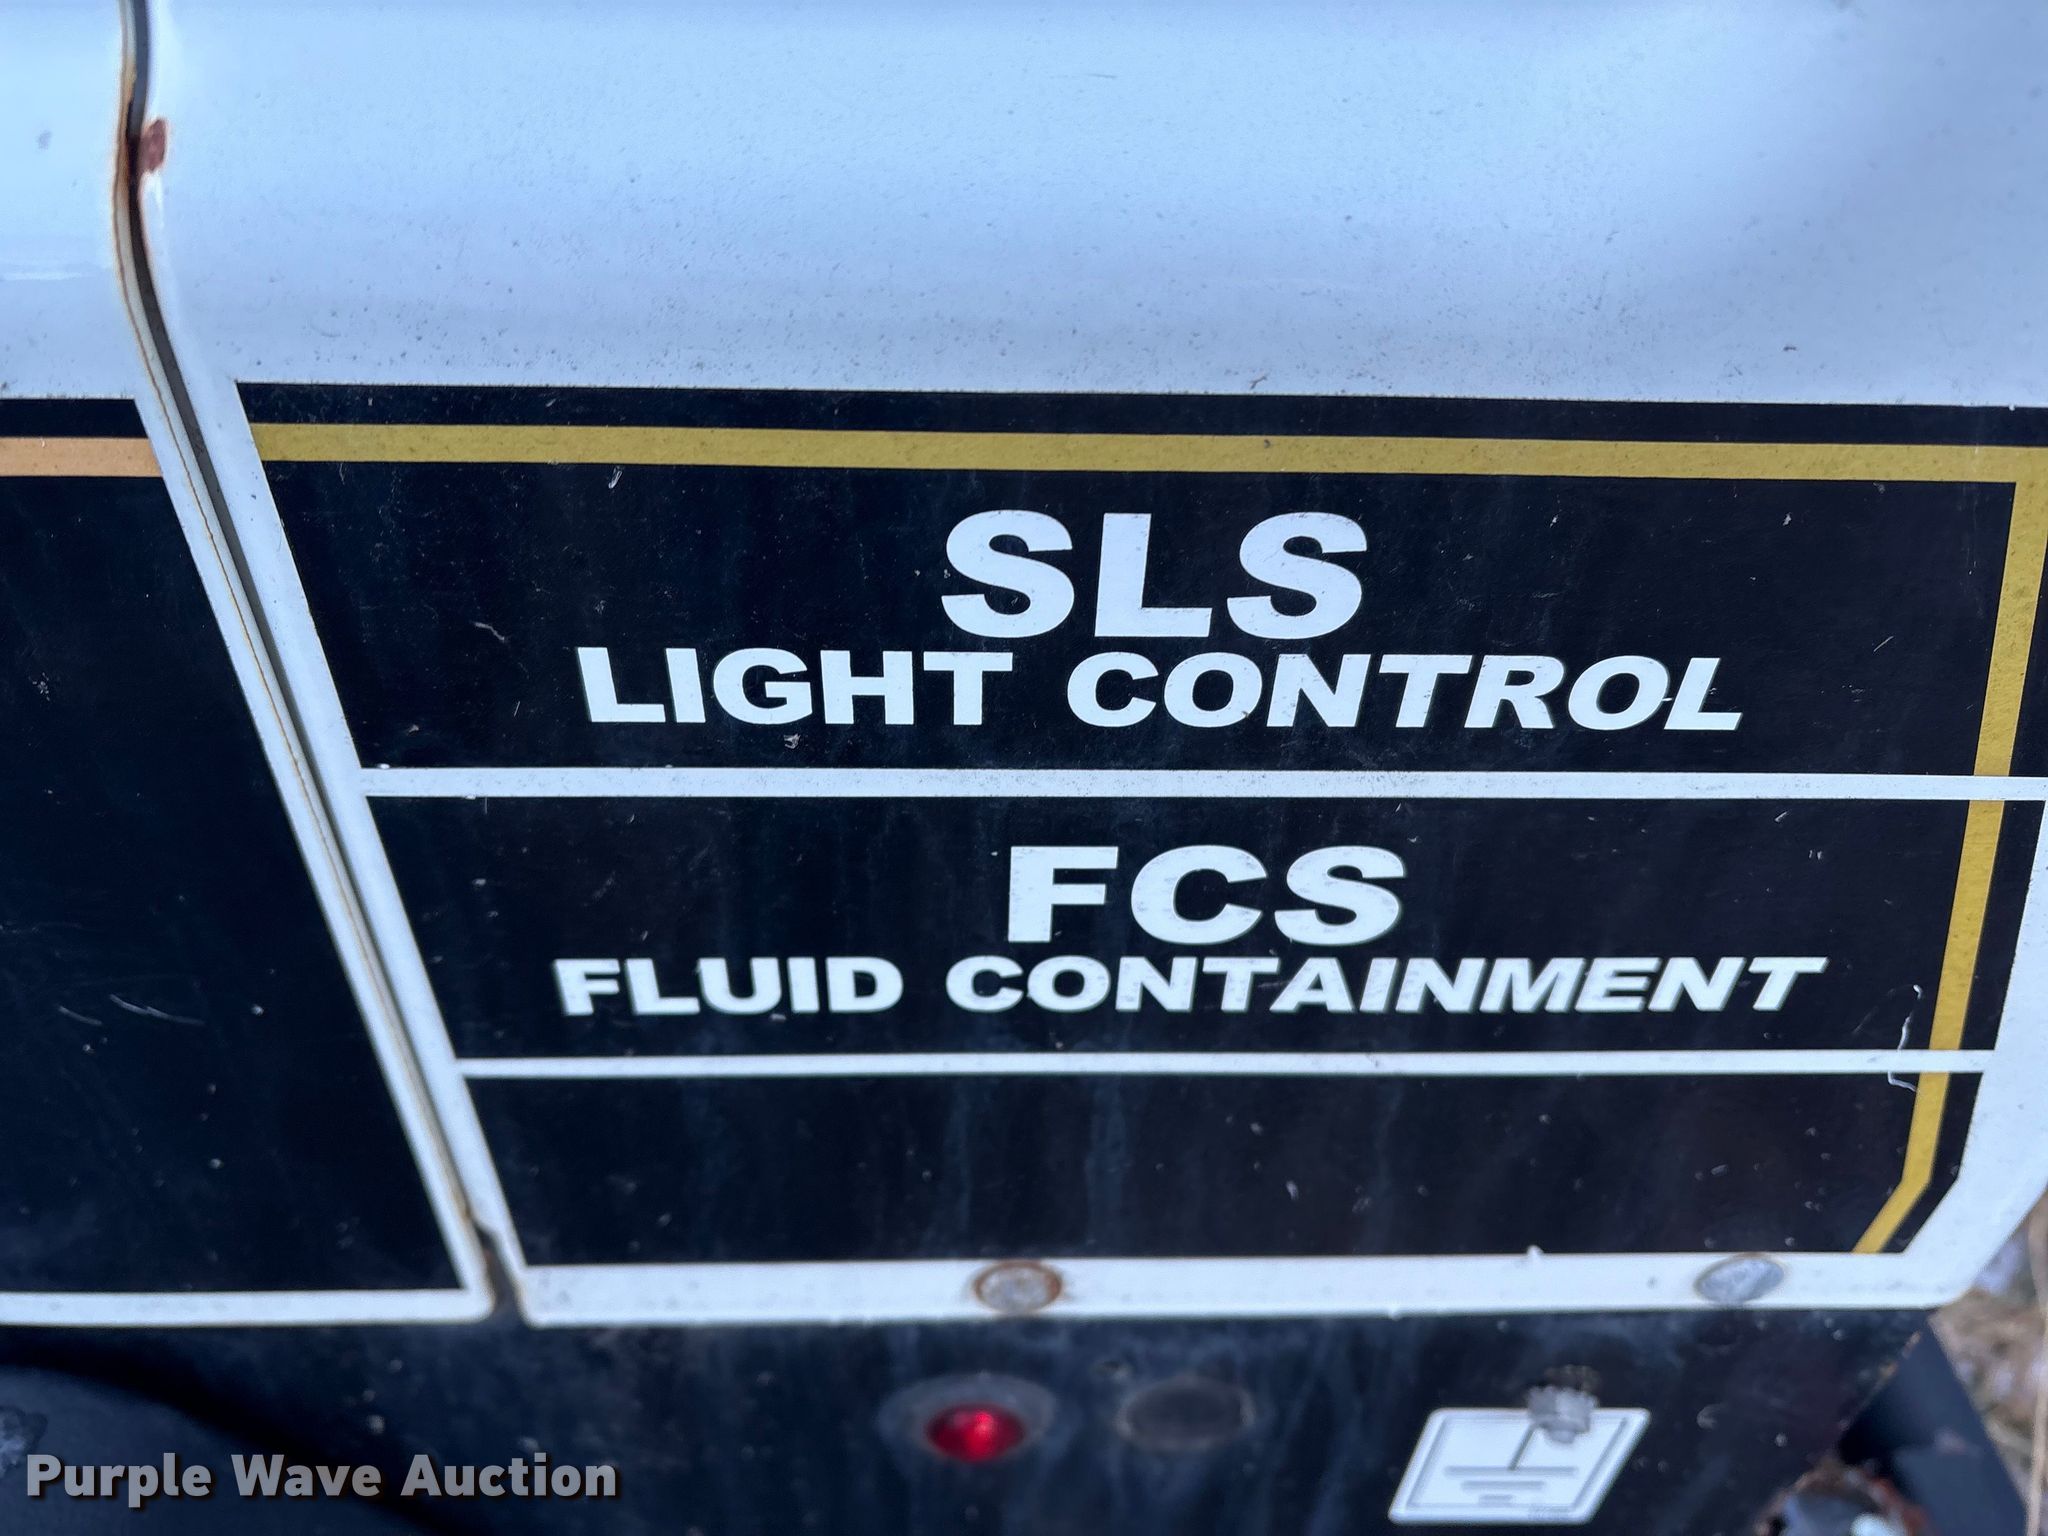 SLS
LIGHT CONTROL
FCS
FLUID CONTAINMENT
Purple Wave Auction